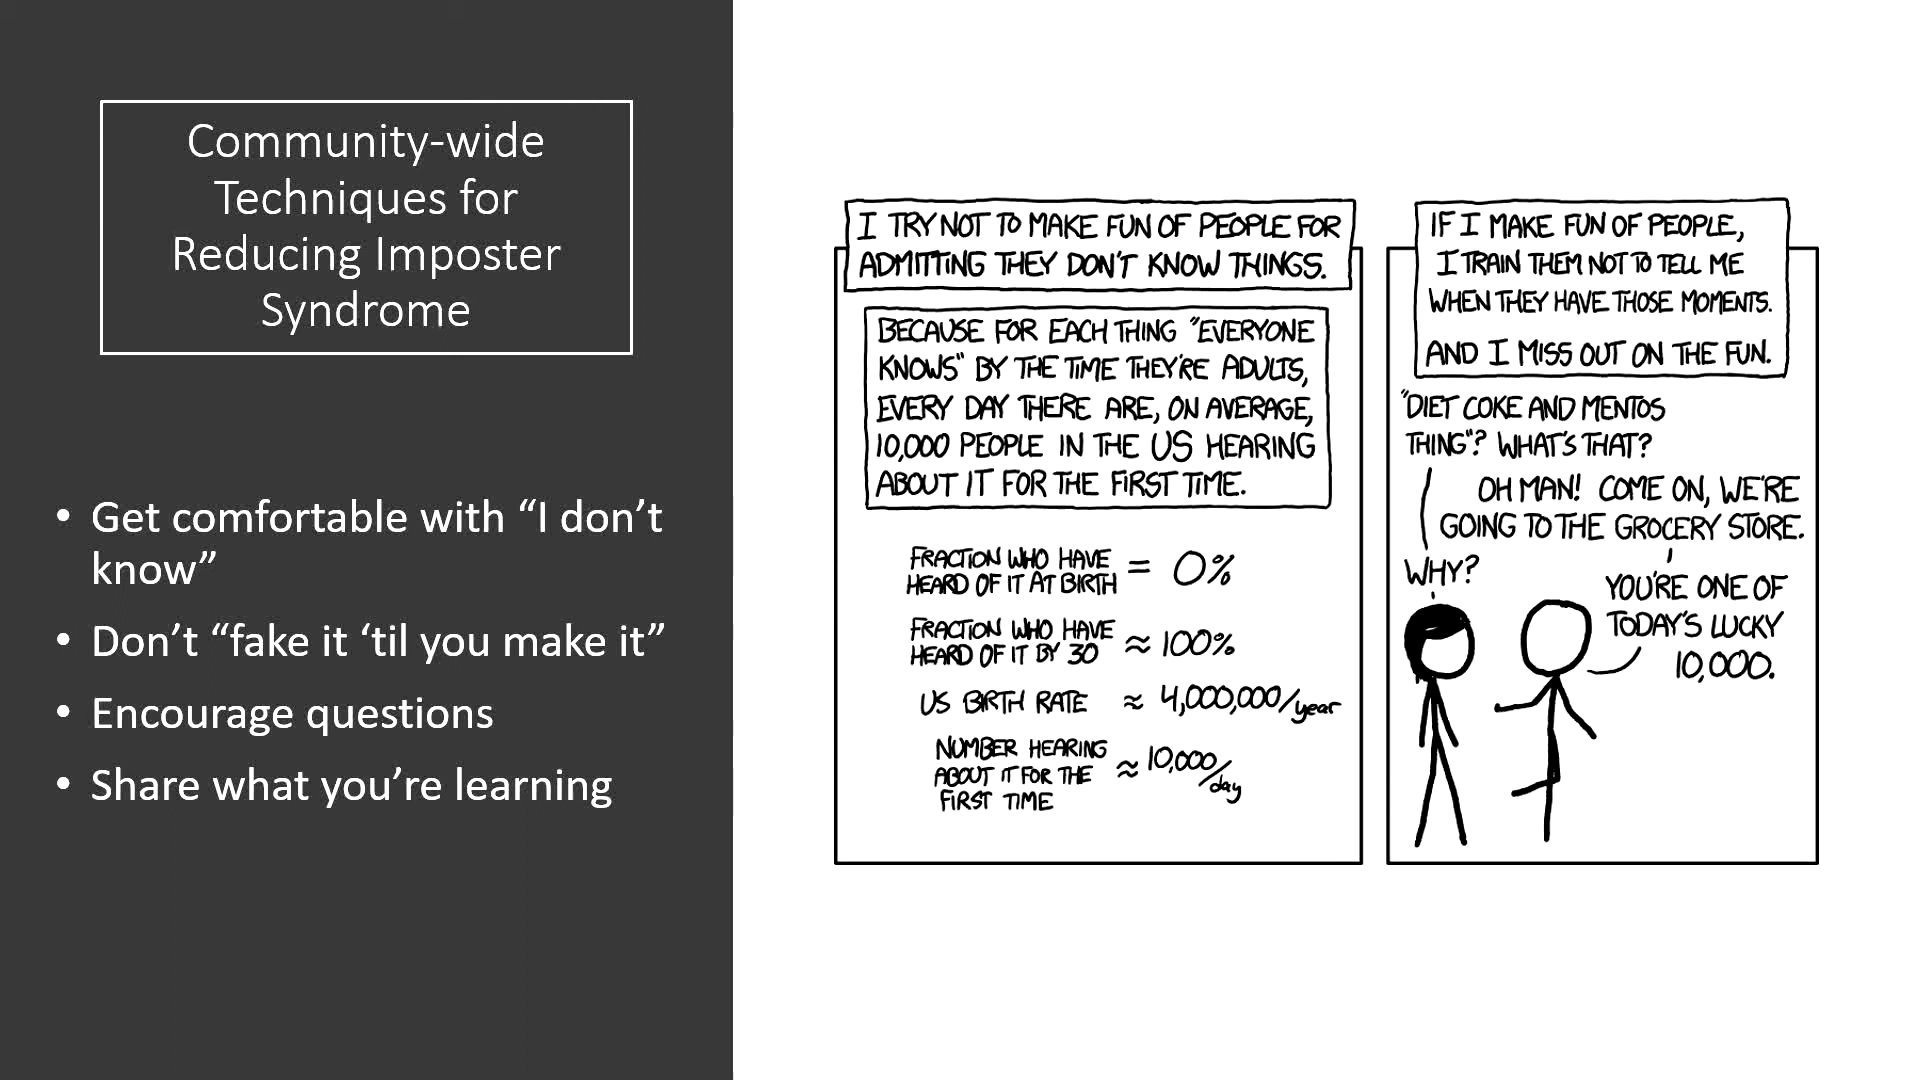 Community-wide
Techniques for
Reducing Imposter
Syndrome
• Get comfortable with “I don’t
know”
• Don’t “fake it ‘til you make it”
• Encourage questions
• Share what you’re learning
I TRY NOT TO MAKE FUN OF PEOPLE FOR
ADMITTING THEY DON'T KNOW THINGS.
BECAUSE FOR EACH THING "EVERYONE
KNOWS" BY THE TIME THEY'RE ADULTS,
EVERY DAY THERE ARE, ON AVERAGE,
10,000 PEOPLE IN THE US HEARING
ABOUT IT FOR THE FIRST TIME.
FRACTION WHO HAVE
HEARD OF IT AT BIRTH = 0%
FRACTION WHO HAVE
HEARD OF IT BY 30 ≈ 100%
US BIRTH RATE ≈ 4,000,000/year
NUMBER HEARING
ABOUT IT FOR THE ≈ 10,000/day
FIRST TIME
IF I MAKE FUN OF PEOPLE,
I TRAIN THEM NOT TO TELL ME
WHEN THEY HAVE THOSE MOMENTS.
AND I MISS OUT ON THE FUN.
"DIET COKE AND MENTOS
THING"? WHAT'S THAT?
OH MAN! COME ON, WE'RE
GOING TO THE GROCERY STORE.
WHY?
YOU'RE ONE OF
TODAY'S LUCKY
10,000.